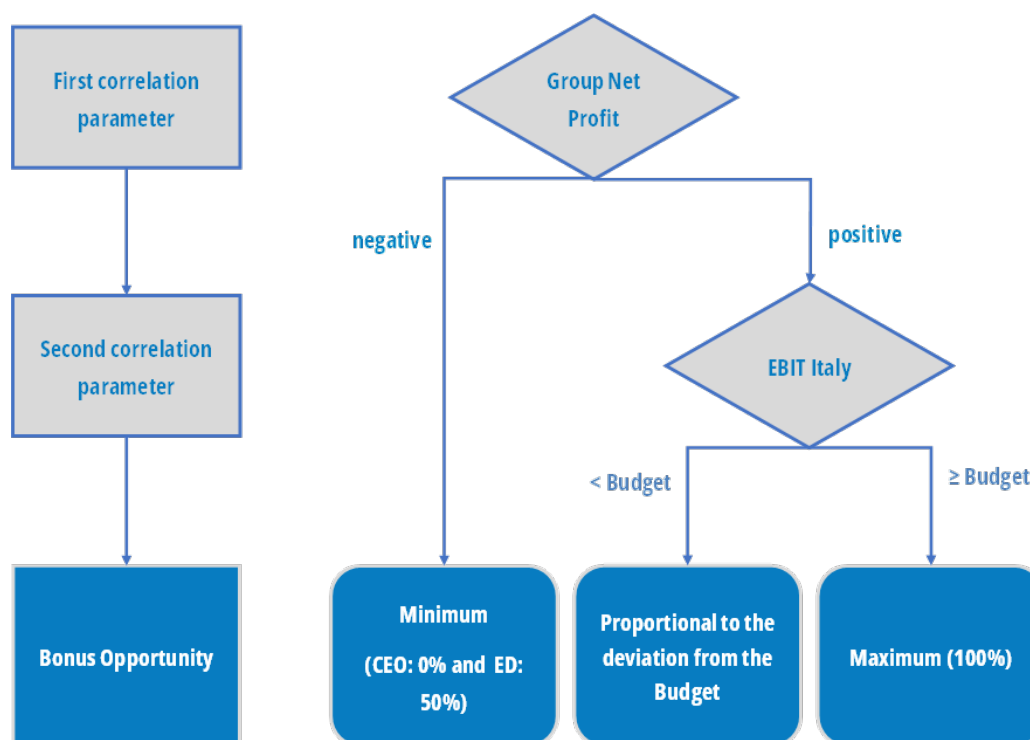 First correlation
parameter
Group Net
Profit
negative
positive
Second correlation
parameter
EBIT Italy
< Budget
≥ Budget
Bonus Opportunity
Minimum
(CEO: 0% and ED:
50%)
Proportional to the
deviation from the
Budget
Maximum (100%)